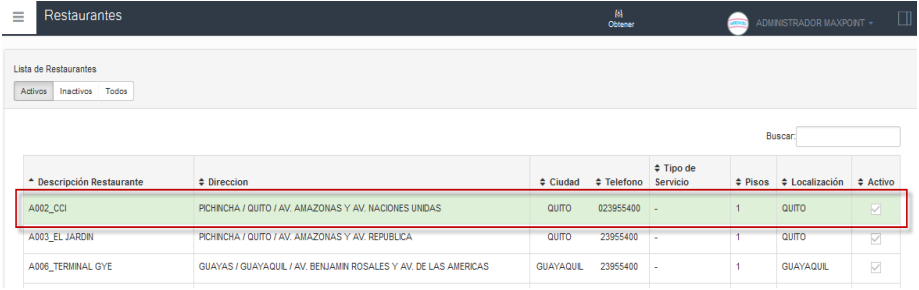 Restaurantes
Obtener
ADMINISTRADOR MAXPOINT
Lista de Restaurantes
Activos Inactivos Todos
Buscar:
Descripción Restaurante Direccion Ciudad Telefono Tipo de Servicio Pisos Localización Activo
A002_CCI PICHINCHA / QUITO / AV. AMAZONAS Y AV. NACIONES UNIDAS QUITO 023955400 - 1 QUITO
A003_EL JARDIN PICHINCHA / QUITO / AV. AMAZONAS Y AV. REPUBLICA QUITO 23955400 - 1 QUITO
A006_TERMINAL GYE GUAYAS / GUAYAQUIL / AV. BENJAMIN ROSALES Y AV. DE LAS AMERICAS GUAYAQUIL 23955400 - 1 GUAYAQUIL